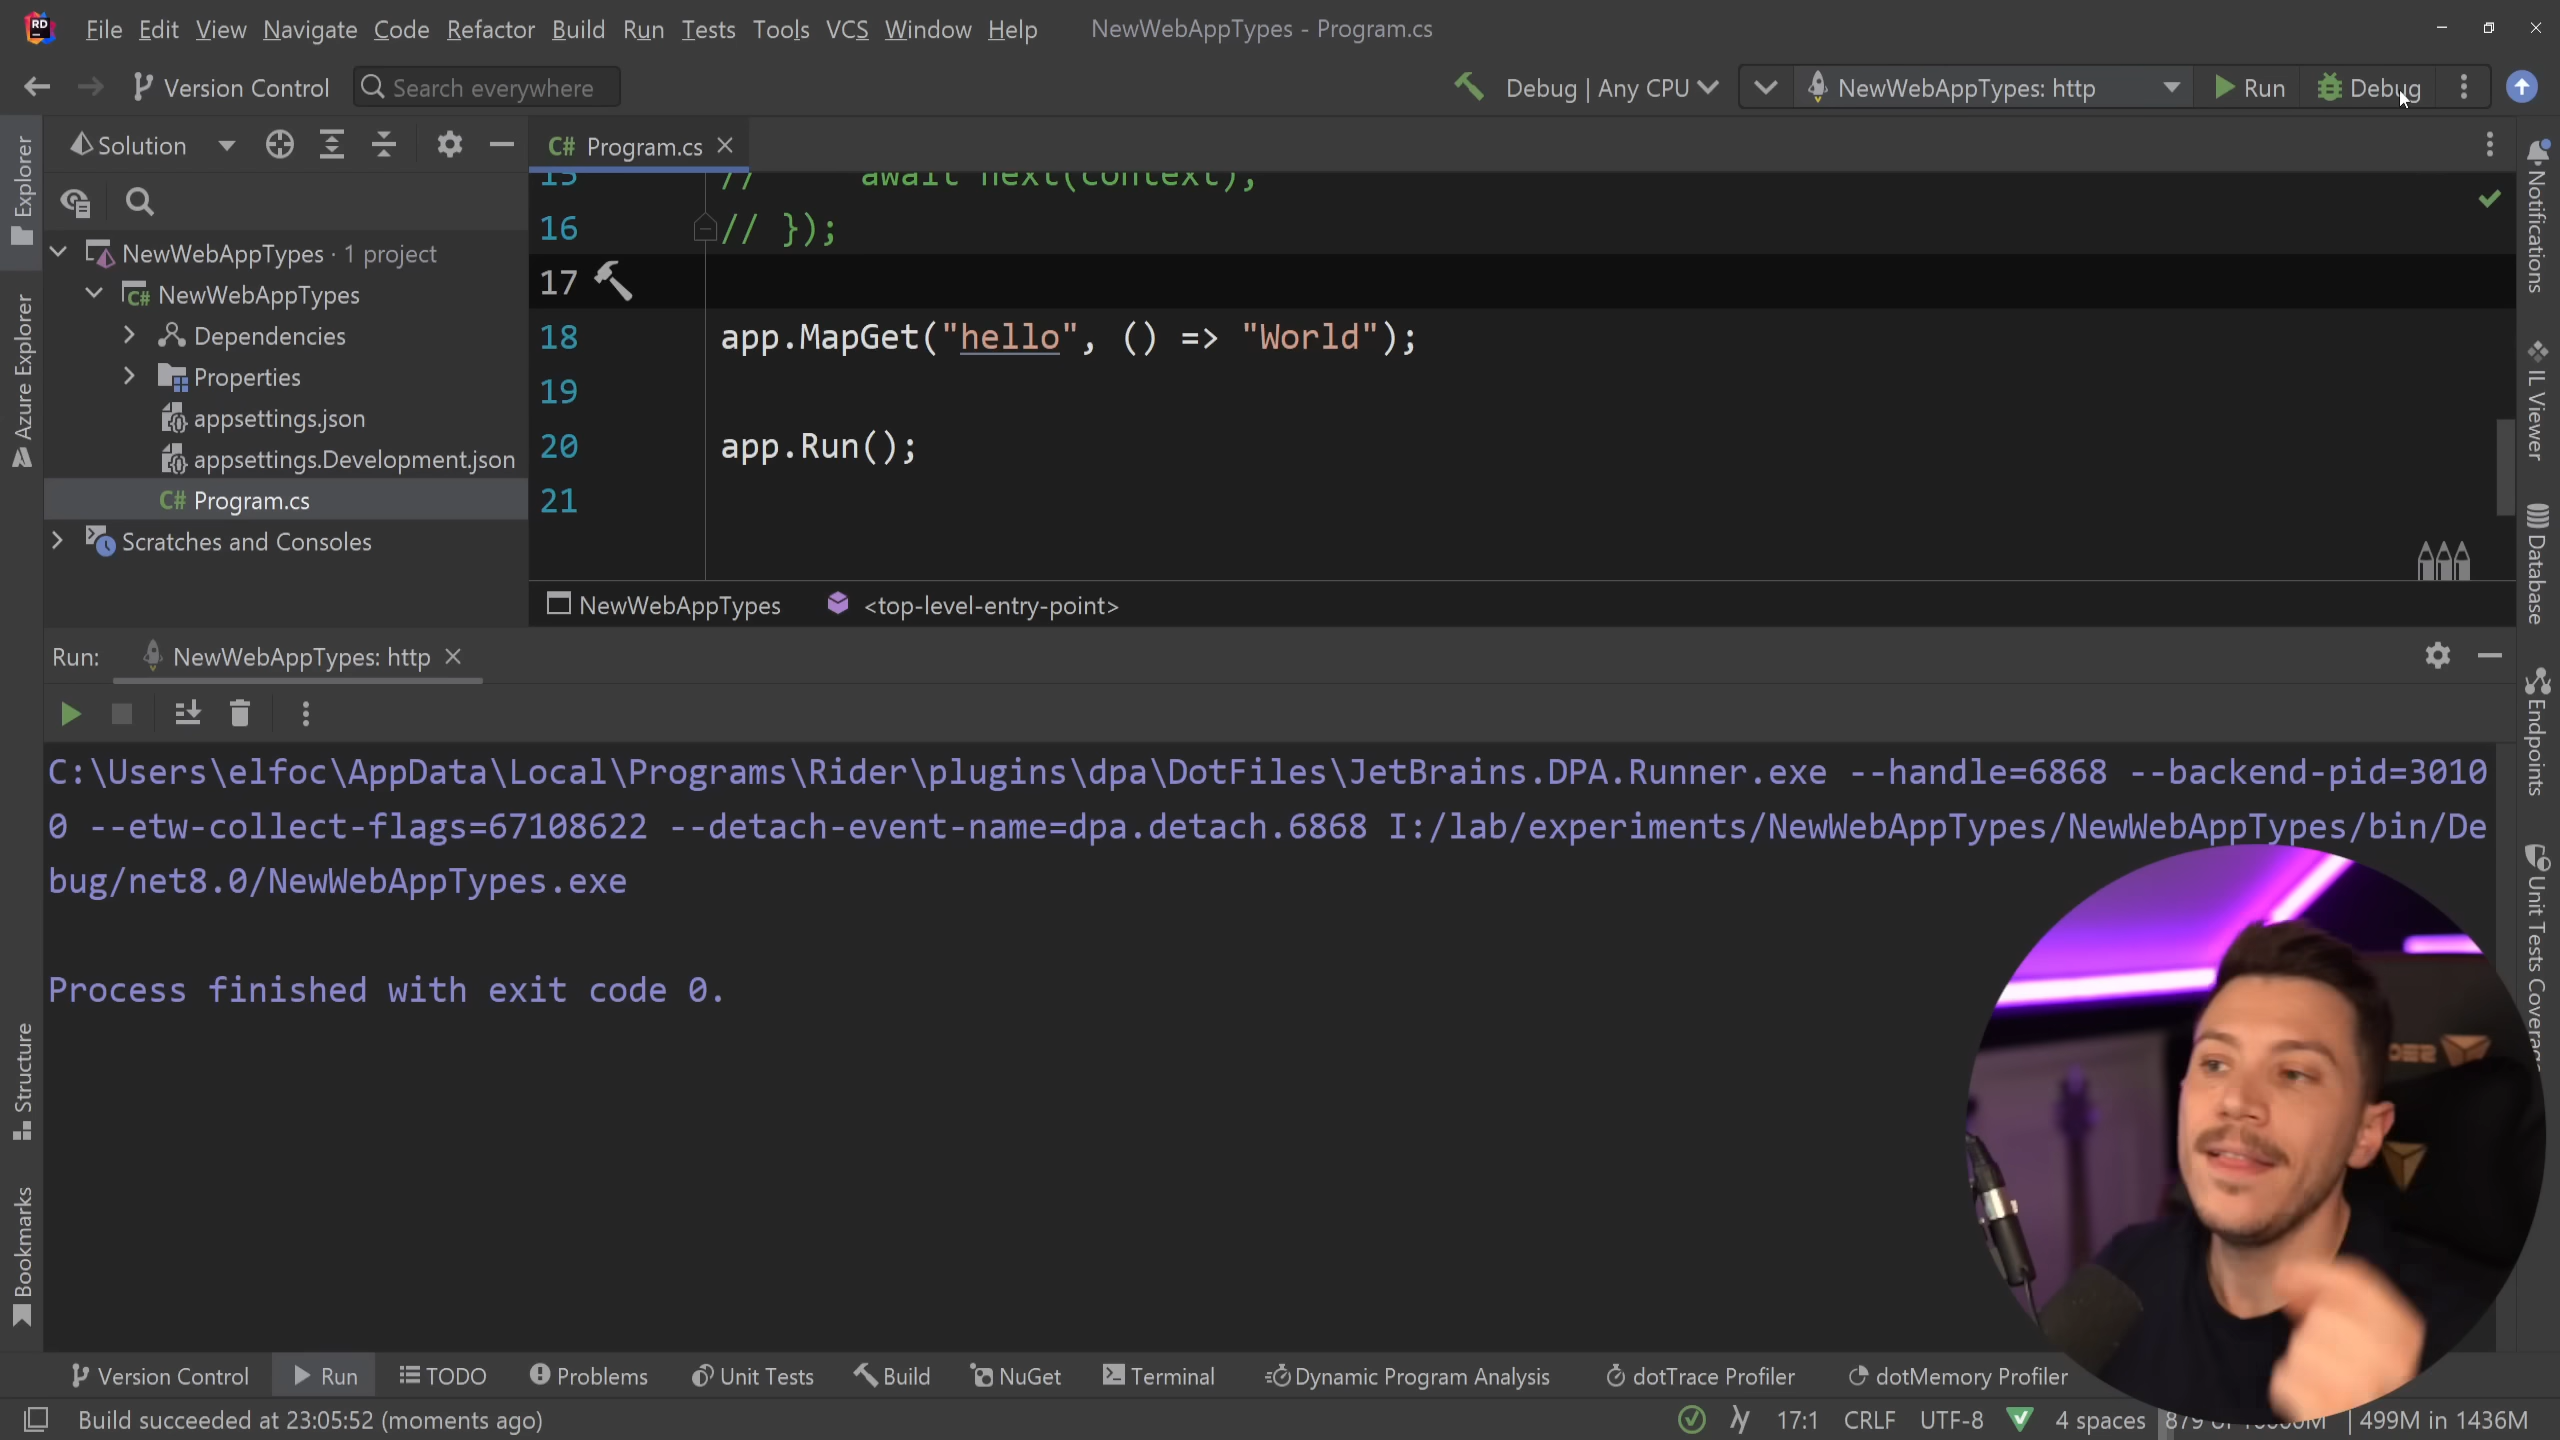 File Edit View Navigate Code Refactor Build Run Tests Tools VCS Window Help NewWebAppTypes - Program.cs
Version Control Search everywhere Debug | Any CPU NewWebAppTypes: http Run Debug
Explorer
Azure Explorer
Structure
Bookmarks
Solution
NewWebAppTypes · 1 project
C# NewWebAppTypes
Dependencies
Properties
appsettings.json
appsettings.Development.json
C# Program.cs
Scratches and Consoles
C# Program.cs
15 // await next(context);
16 // });
17
18 app.MapGet("hello", () => "World");
19
20 app.Run();
21
NewWebAppTypes <top-level-entry-point>
Notifications
IL Viewer
Database
Endpoints
Unit Tests Coverage
Run: NewWebAppTypes: http
C:\Users\elfoc\AppData\Local\Programs\Rider\plugins\dpa\DotFiles\JetBrains.DPA.Runner.exe --handle=6868 --backend-pid=3010
0 --etw-collect-flags=67108622 --detach-event-name=dpa.detach.6868 I:/lab/experiments/NewWebAppTypes/NewWebAppTypes/bin/De
bug/net8.0/NewWebAppTypes.exe
Process finished with exit code 0.
Version Control Run TODO Problems Unit Tests Build NuGet Terminal Dynamic Program Analysis dotTrace Profiler dotMemory Profiler
Build succeeded at 23:05:52 (moments ago) 17:1 CRLF UTF-8 4 spaces 499M in 1436M